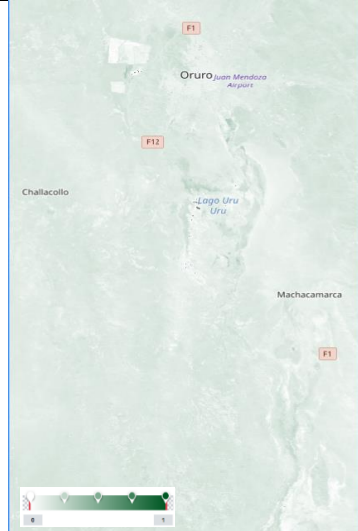 F1
Oruro
Juan Mendoza
Airport
F12
Challacollo
Lago Uru
Uru
Machacamarca
F1
0 1